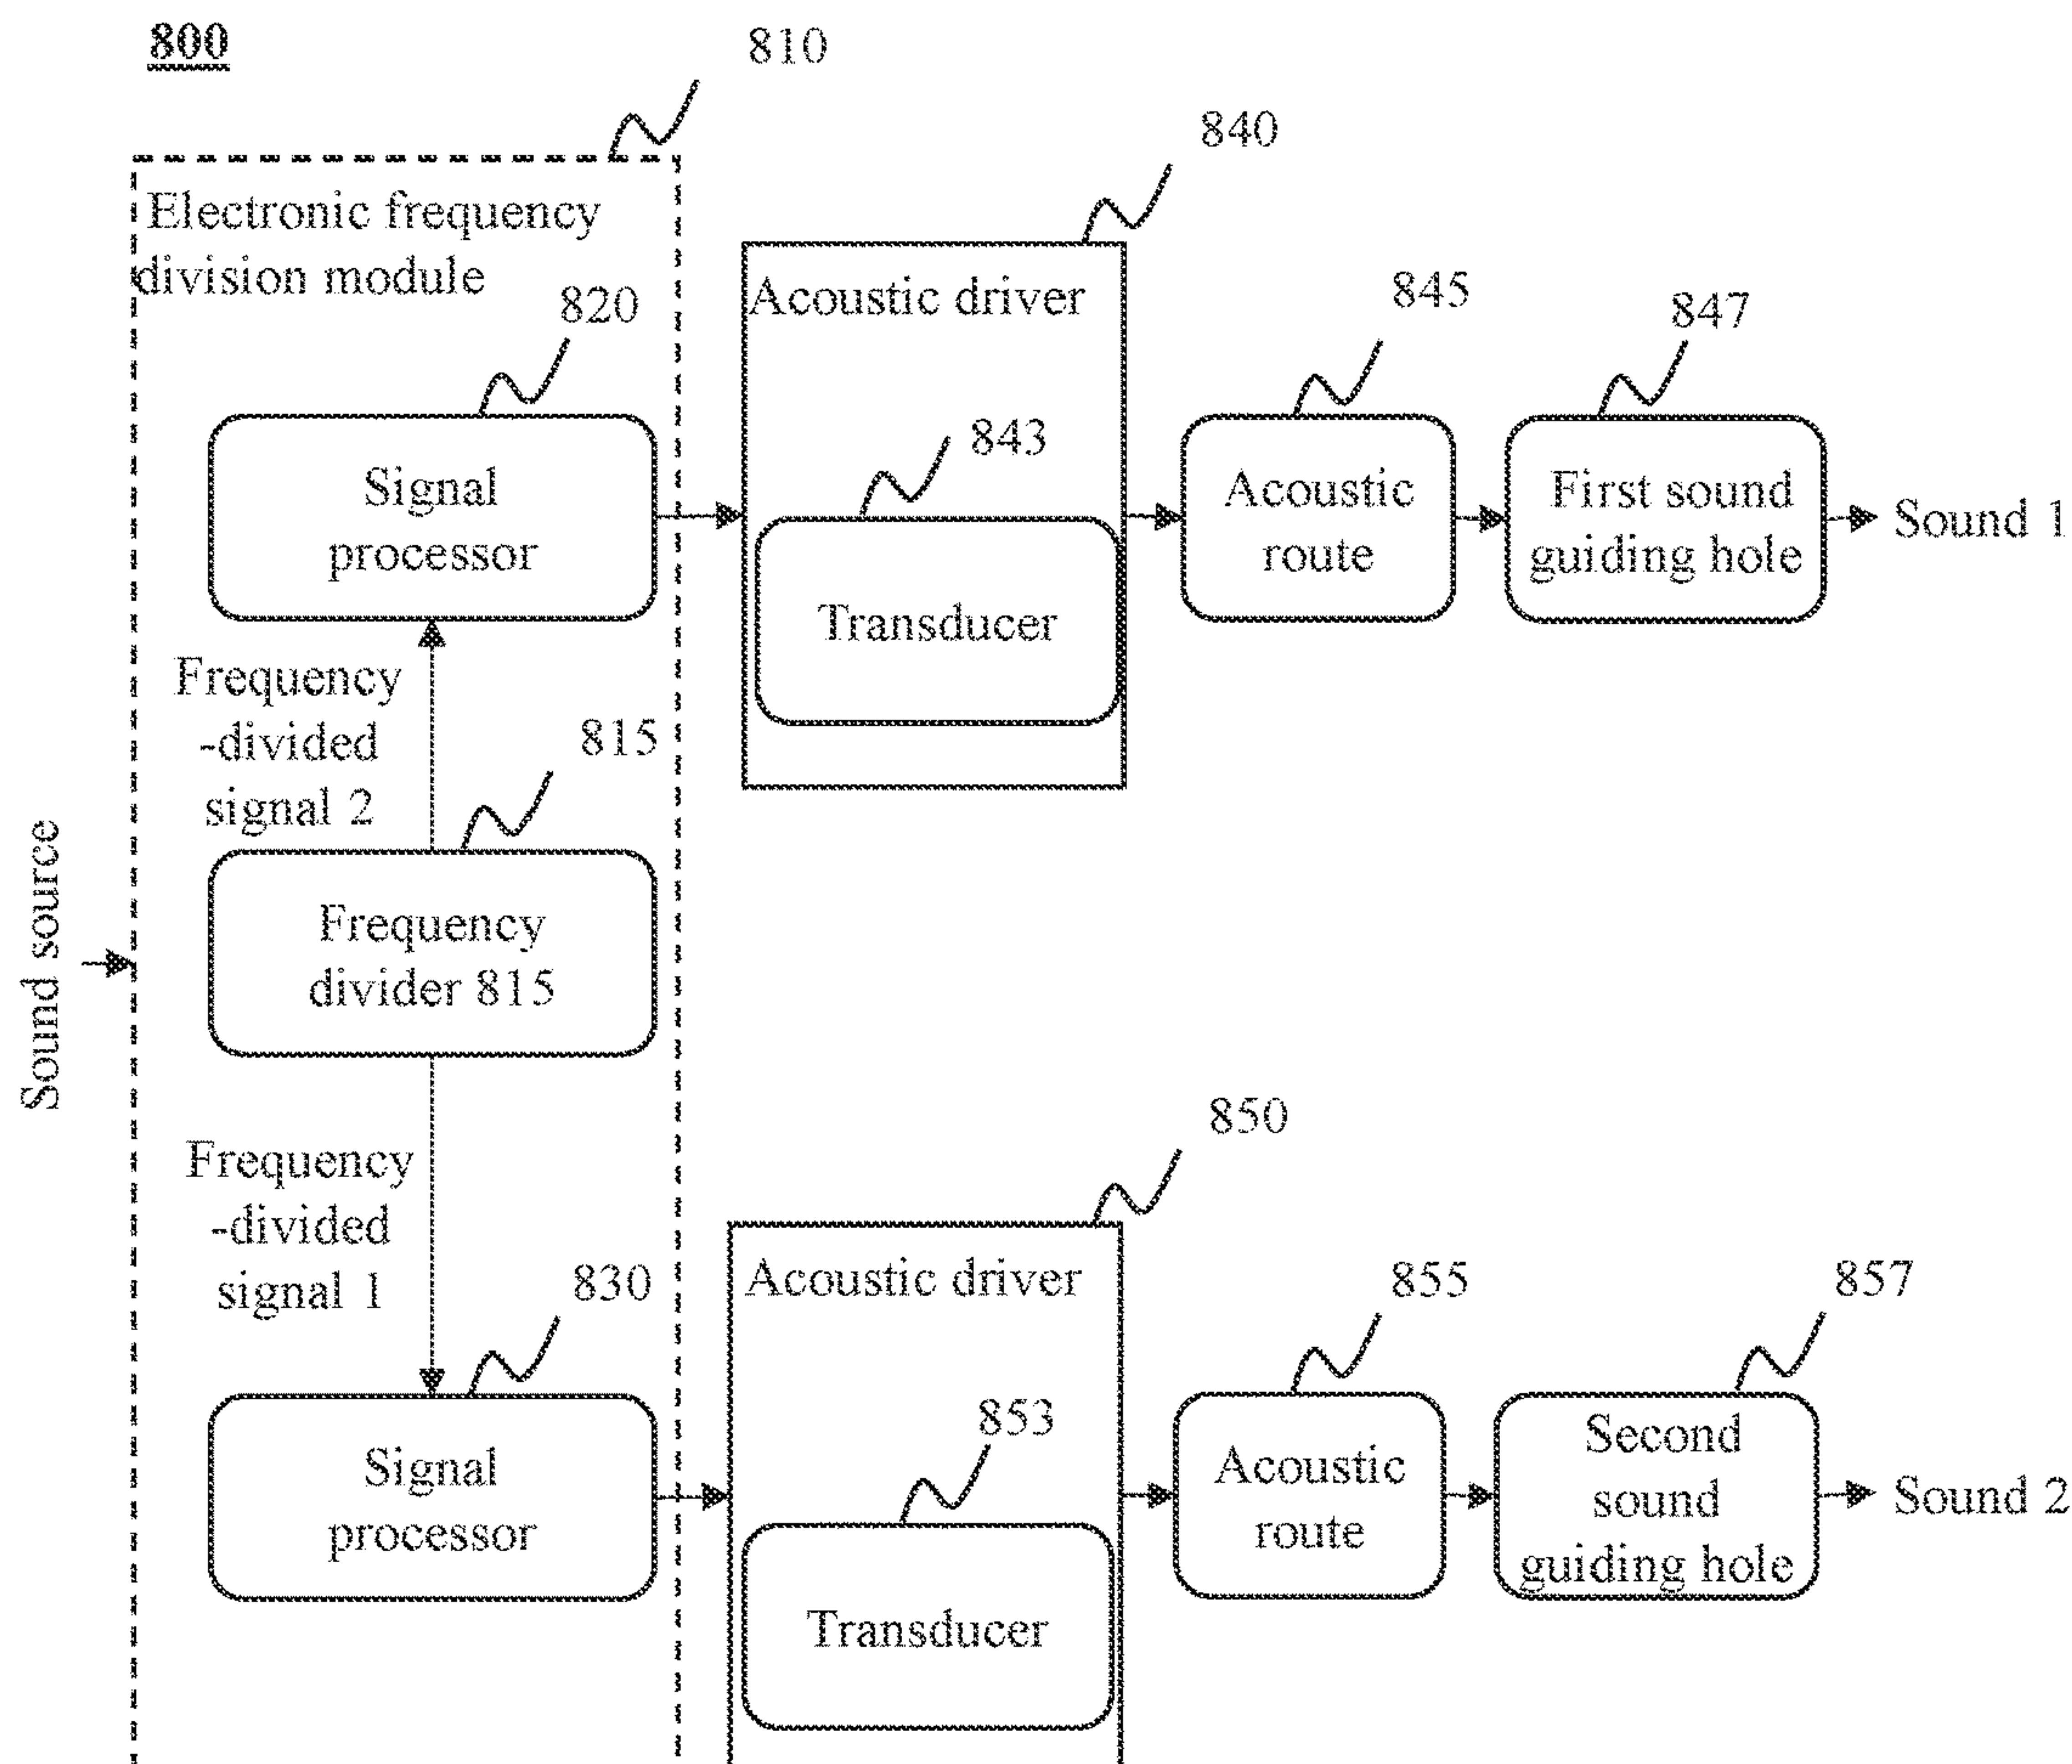 800
810
840
Electronic frequency
division module
820
Acoustic driver
845
847
843
Signal
processor
Acoustic
route
First sound
guiding hole
Sound 1
Transducer
Frequency
-divided
signal 2
815
Sound source
Frequency
divider 815
850
Frequency
-divided
signal 1
830
Acoustic driver
855
857
853
Signal
processor
Acoustic
route
Second
sound
guiding hole
Sound 2
Transducer